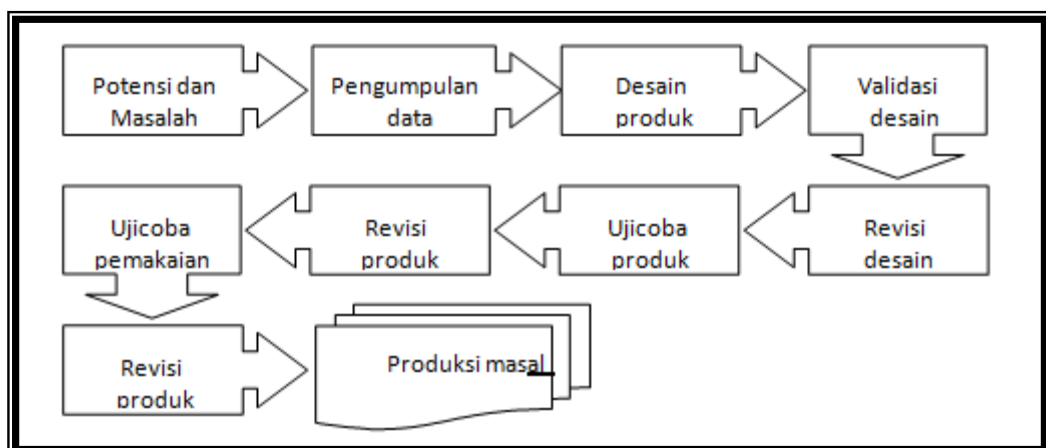 Potensi dan
Masalah
Pengumpulan
data
Desain
produk
Validasi
desain
Revisi
desain
Ujicoba
produk
Revisi
produk
Ujicoba
pemakaian
Revisi
produk
Produksi masal